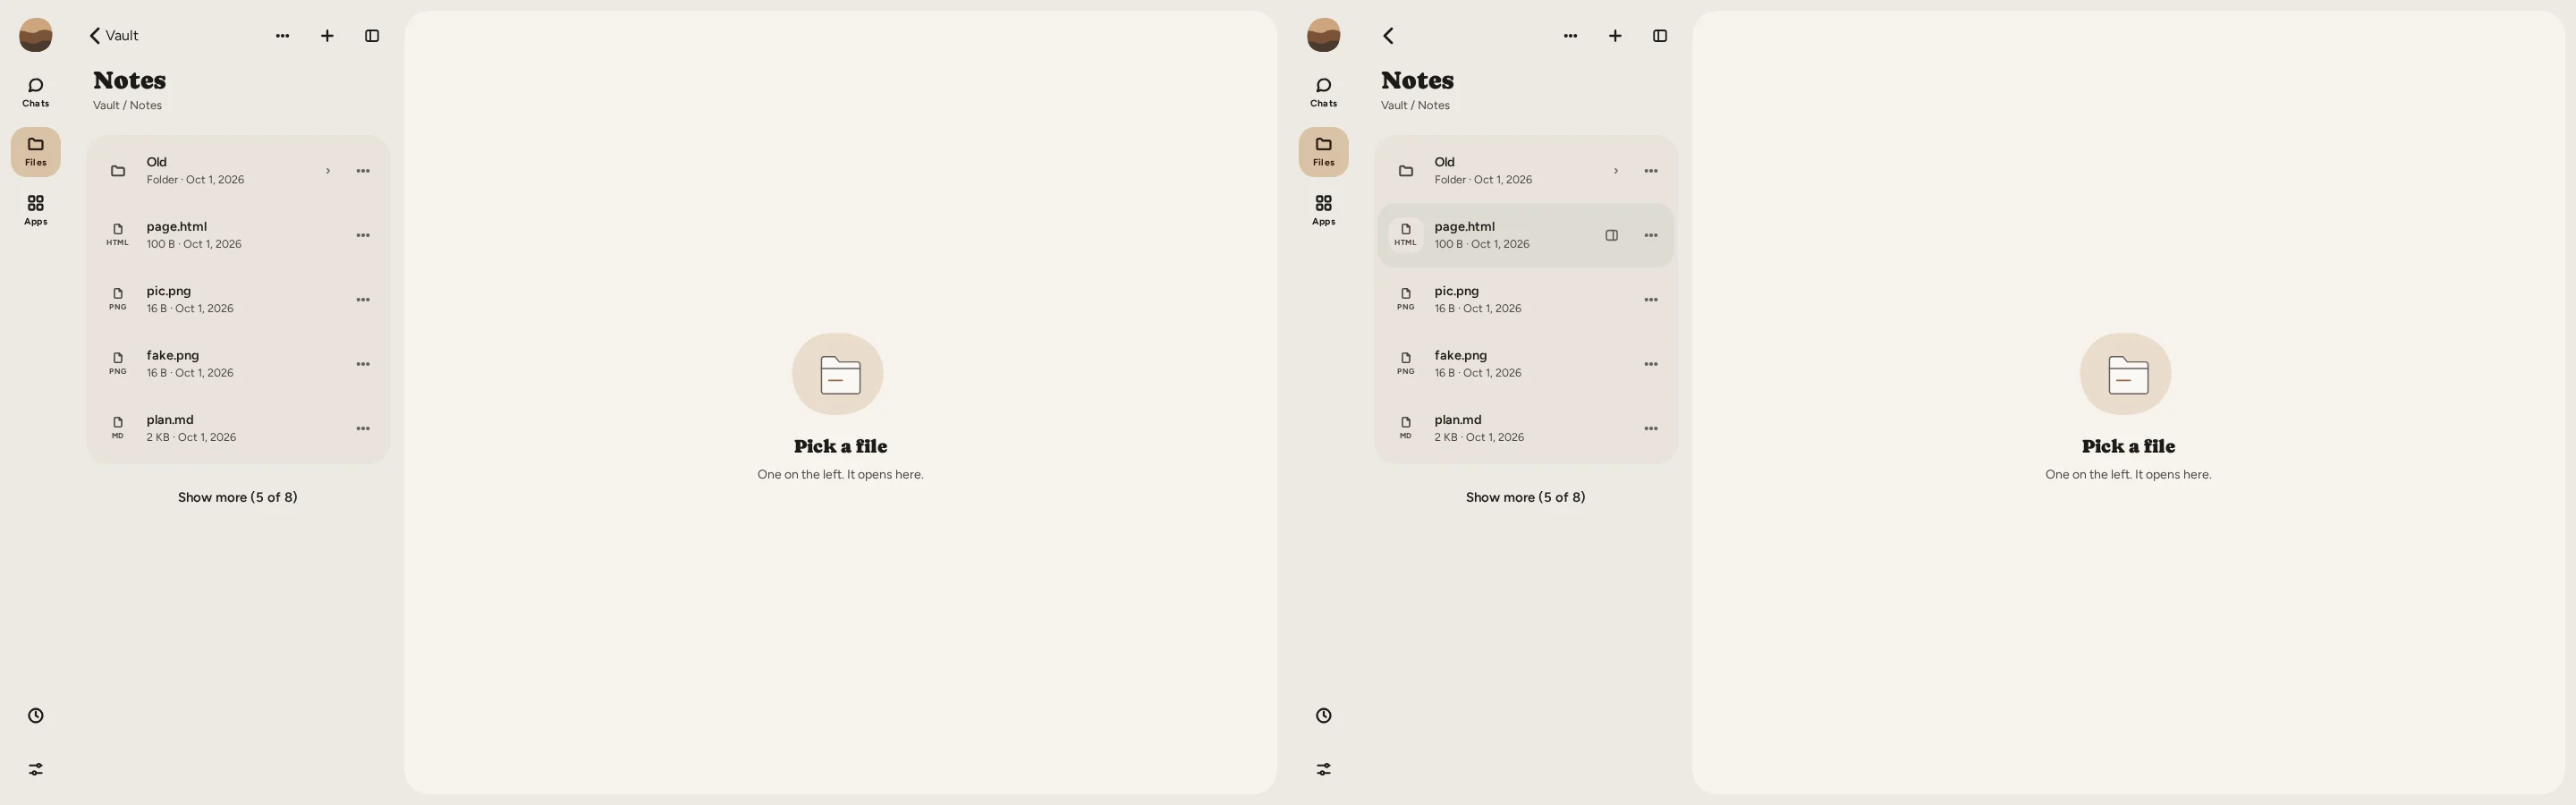 Vault
Notes
Vault / Notes
Chats
Files
Apps
Old
Folder · Oct 1, 2026
HTML
page.html
100 B · Oct 1, 2026
PNG
pic.png
16 B · Oct 1, 2026
PNG
fake.png
16 B · Oct 1, 2026
MD
plan.md
2 KB · Oct 1, 2026
Show more (5 of 8)
Pick a file
One on the left. It opens here.
Notes
Vault / Notes
Chats
Files
Apps
Old
Folder · Oct 1, 2026
HTML
page.html
100 B · Oct 1, 2026
PNG
pic.png
16 B · Oct 1, 2026
PNG
fake.png
16 B · Oct 1, 2026
MD
plan.md
2 KB · Oct 1, 2026
Show more (5 of 8)
Pick a file
One on the left. It opens here.